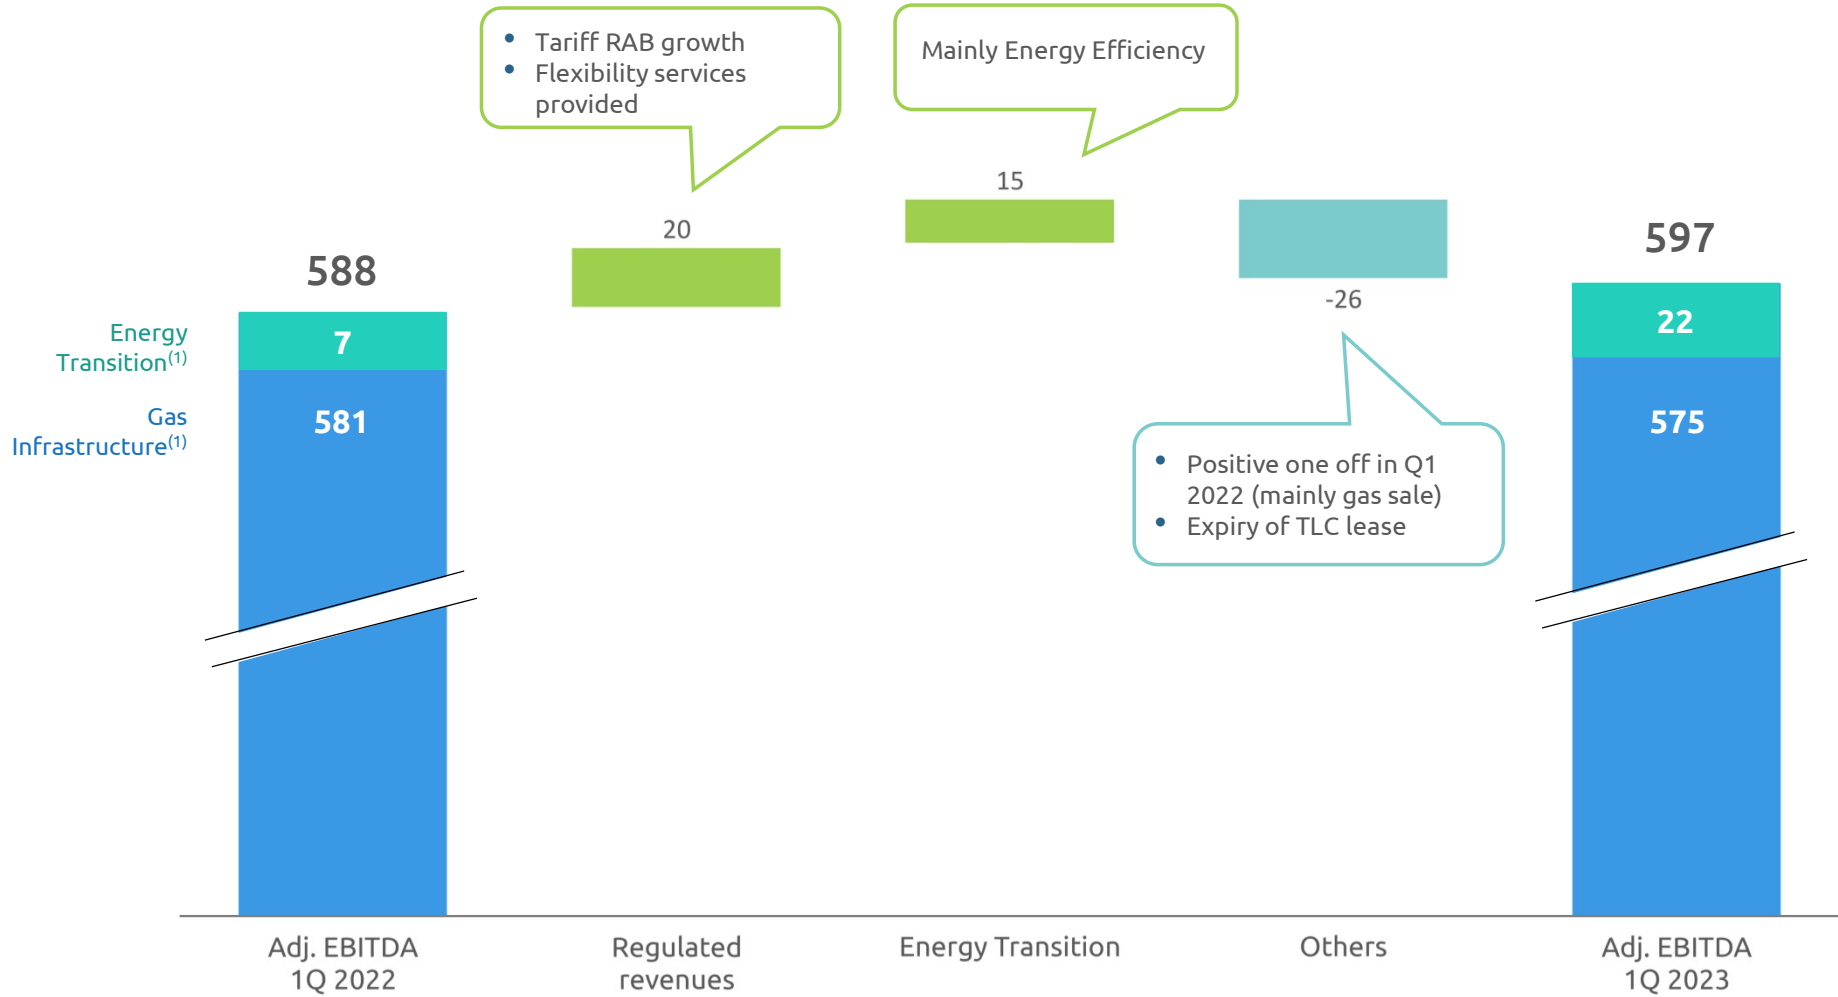 • Tariff RAB growth
• Flexibility services
provided
Mainly Energy Efficiency
15
20
588
597
-26
Energy
Transition(1)
7
22
Gas
Infrastructure(1)
581
575
• Positive one off in Q1
2022 (mainly gas sale)
• Expiry of TLC lease
Adj. EBITDA
1Q 2022
Regulated
revenues
Energy Transition
Others
Adj. EBITDA
1Q 2023